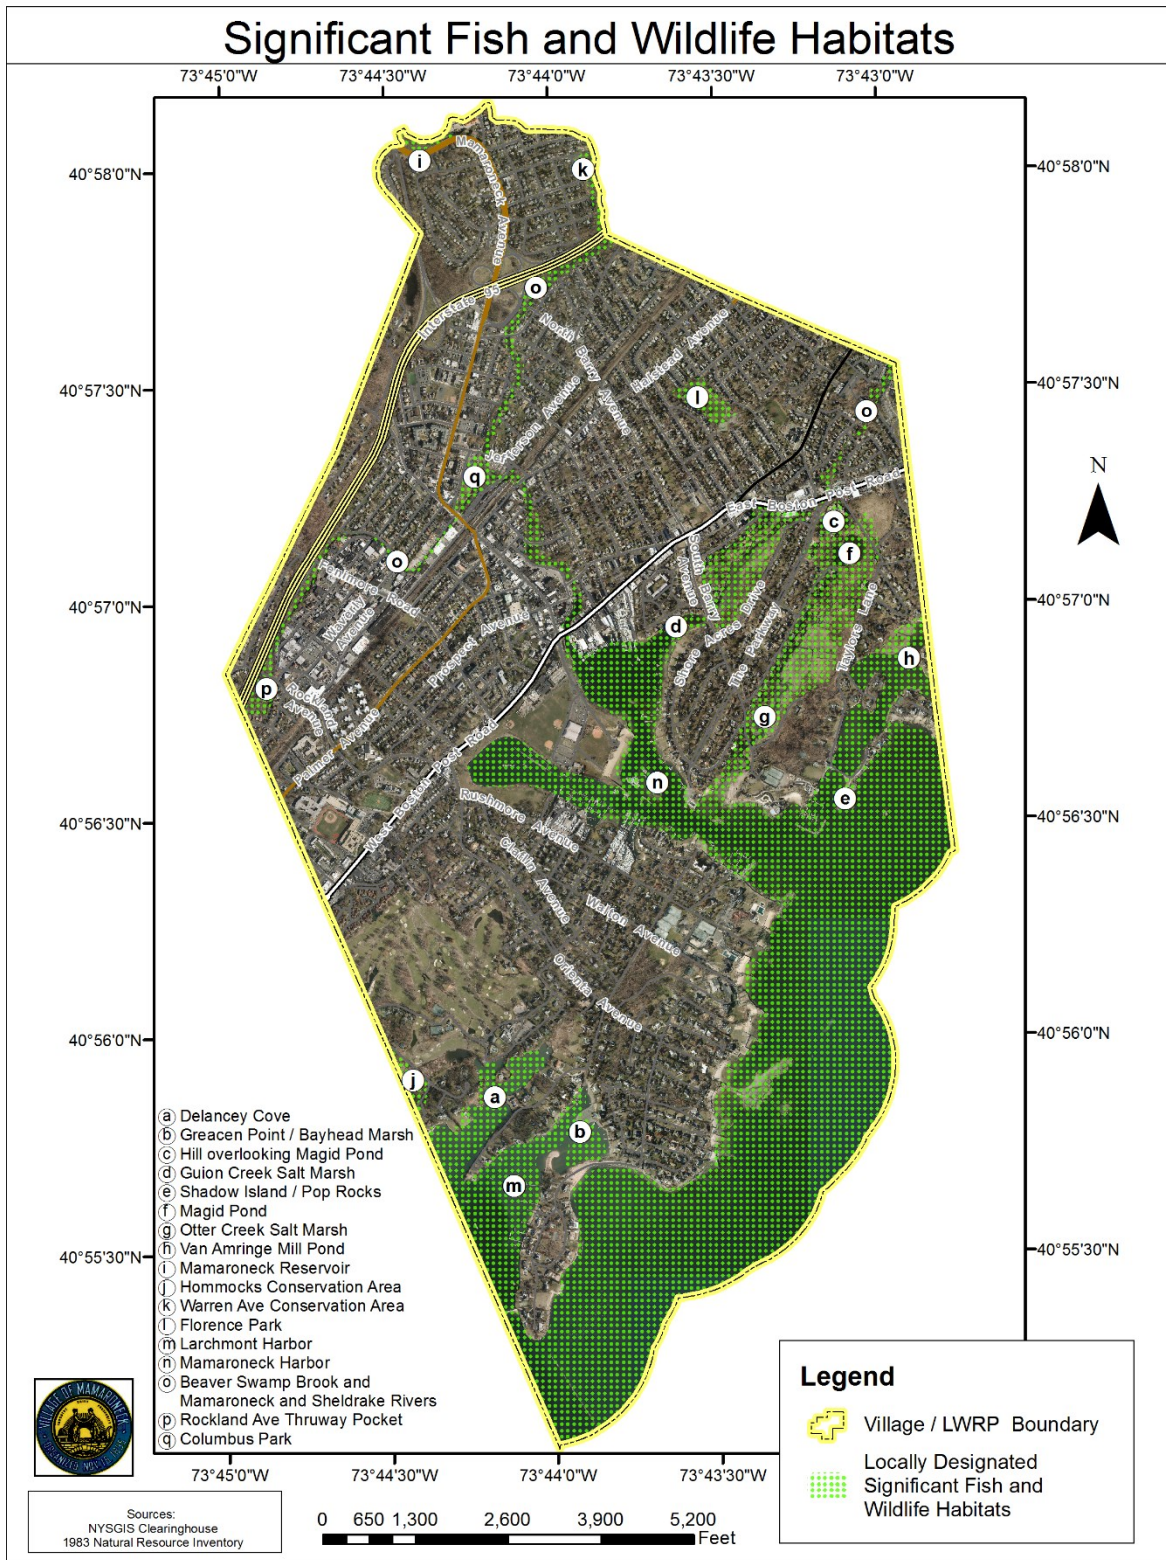 Significant Fish and Wildlife Habitats
73°45'0"W 73°44'30"W 73°44'0"W 73°43'30"W 73°43'0"W
40°58'0"N
40°57'30"N
40°57'0"N
40°56'30"N
40°56'0"N
40°55'30"N
40°58'0"N
40°57'30"N
40°57'0"N
40°56'30"N
40°56'0"N
40°55'30"N
N
i
k
Mamaroneck Avenue
Interstate 95
o
North Barry Avenue
Halstead Avenue
Jefferson Avenue
l
o
q
East Boston Post Road
c
f
o
Fenimore Road
Waverly Avenue
South Barry Avenue
d
Shore Acres Drive
The Parkway
Taylors Lane
h
Prospect Avenue
p
Rockland Avenue
Palmer Avenue
g
West Boston Post Road
n
e
Rushmore Avenue
Claflin Avenue
Walton Avenue
Orienta Avenue
j
a
b
m
a Delancey Cove
b Greacen Point / Bayhead Marsh
c Hill overlooking Magid Pond
d Guion Creek Salt Marsh
e Shadow Island / Pop Rocks
f Magid Pond
g Otter Creek Salt Marsh
h Van Amringe Mill Pond
i Mamaroneck Reservoir
j Hommocks Conservation Area
k Warren Ave Conservation Area
l Florence Park
m Larchmont Harbor
n Mamaroneck Harbor
o Beaver Swamp Brook and
Mamaroneck and Sheldrake Rivers
p Rockland Ave Thruway Pocket
q Columbus Park
Legend
Village / LWRP Boundary
Locally Designated
Significant Fish and
Wildlife Habitats
73°45'0"W 73°44'30"W 73°44'0"W 73°43'30"W
VILLAGE OF MAMARONECK
Sources:
NYSGIS Clearinghouse
1983 Natural Resource Inventory
0 650 1,300 2,600 3,900 5,200
Feet